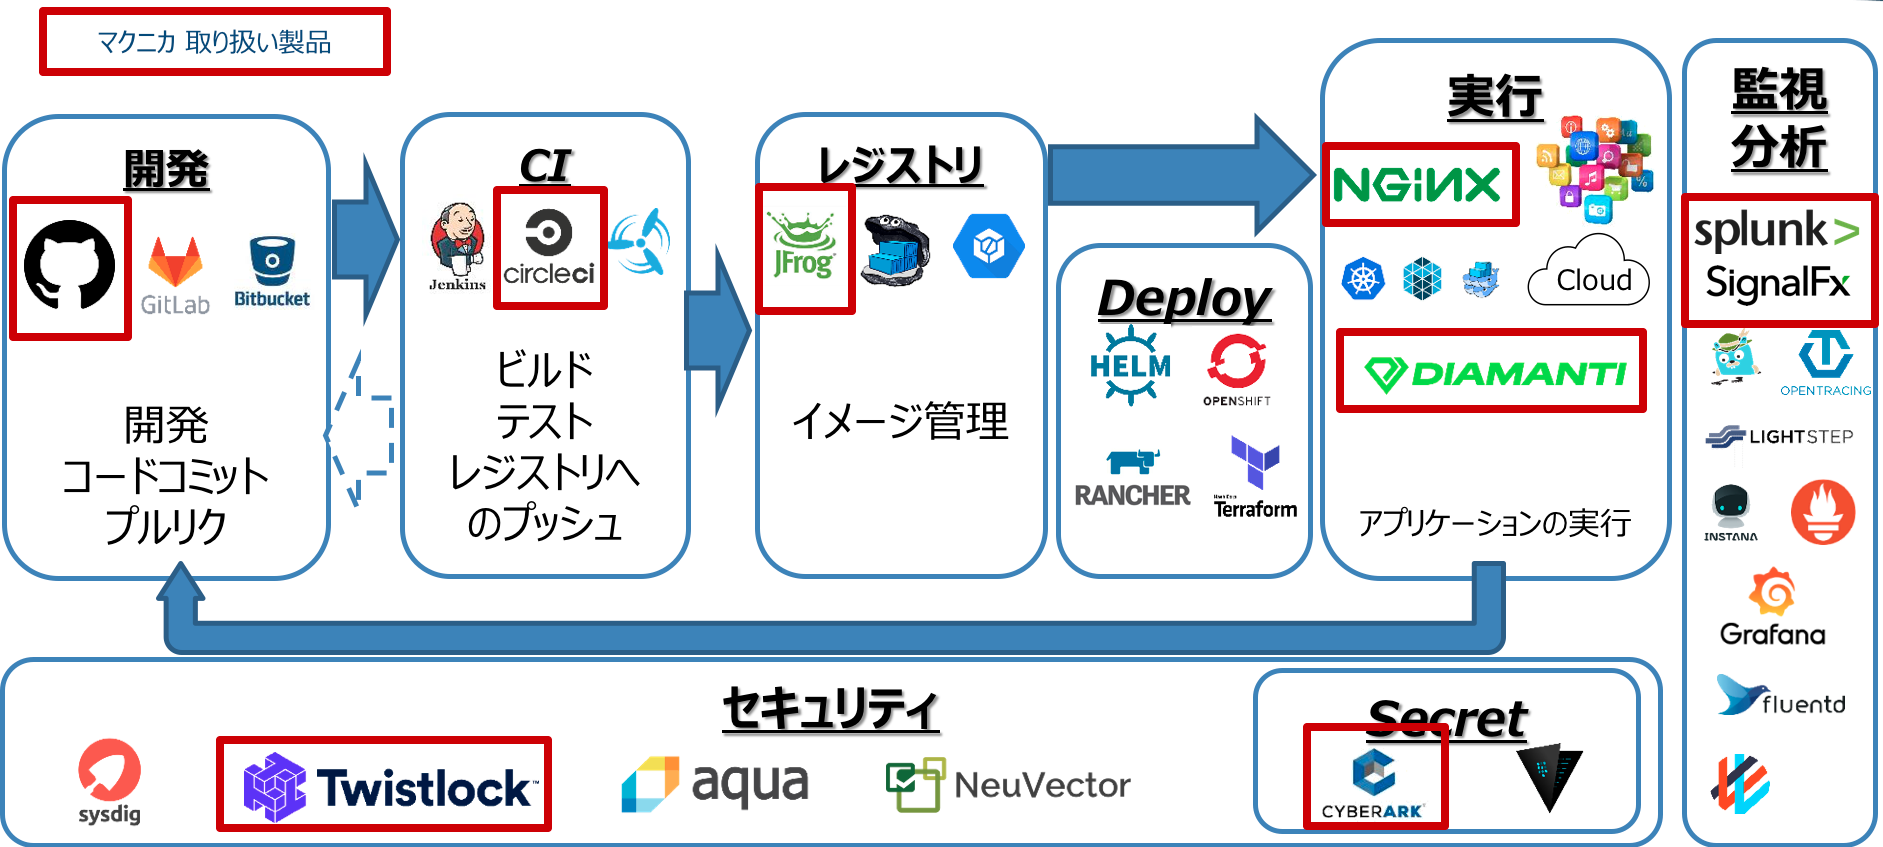 マクニカ 取り扱い製品
開発
GitLab
Bitbucket
開発
コードコミット
プルリク
CI
Jenkins
circleci
ビルド
テスト
レジストリへ
のプッシュ
レジストリ
JFrog
イメージ管理
Deploy
HELM
OPENSHIFT
RANCHER
Terraform
実行
NGINX
Cloud
DIAMANTI
アプリケーションの実行
監視
分析
splunk>
SignalFx
OPENTRACING
LIGHTSTEP
INSTANA
Grafana
fluentd
セキュリティ
sysdig
Twistlock™
aqua
NeuVector
Secret
CYBERARK®